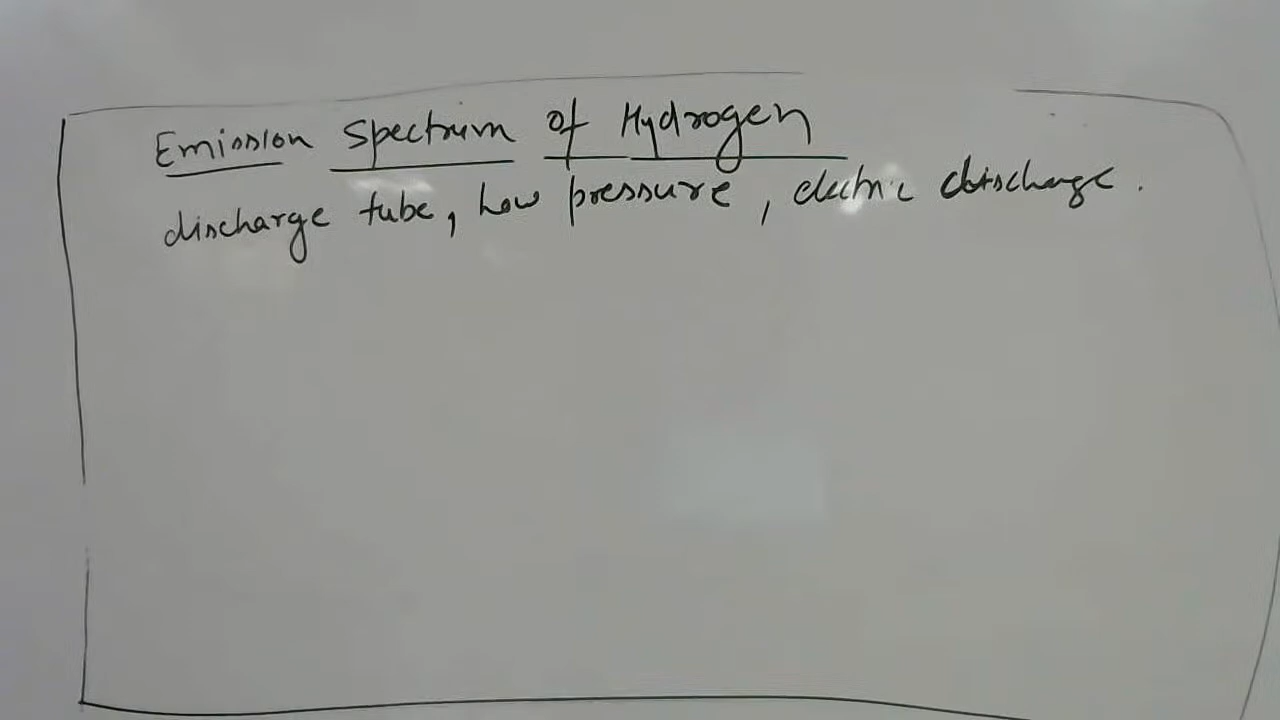 Emission Spectrum of Hydrogen
discharge tube, Low pressure, electric discharge.